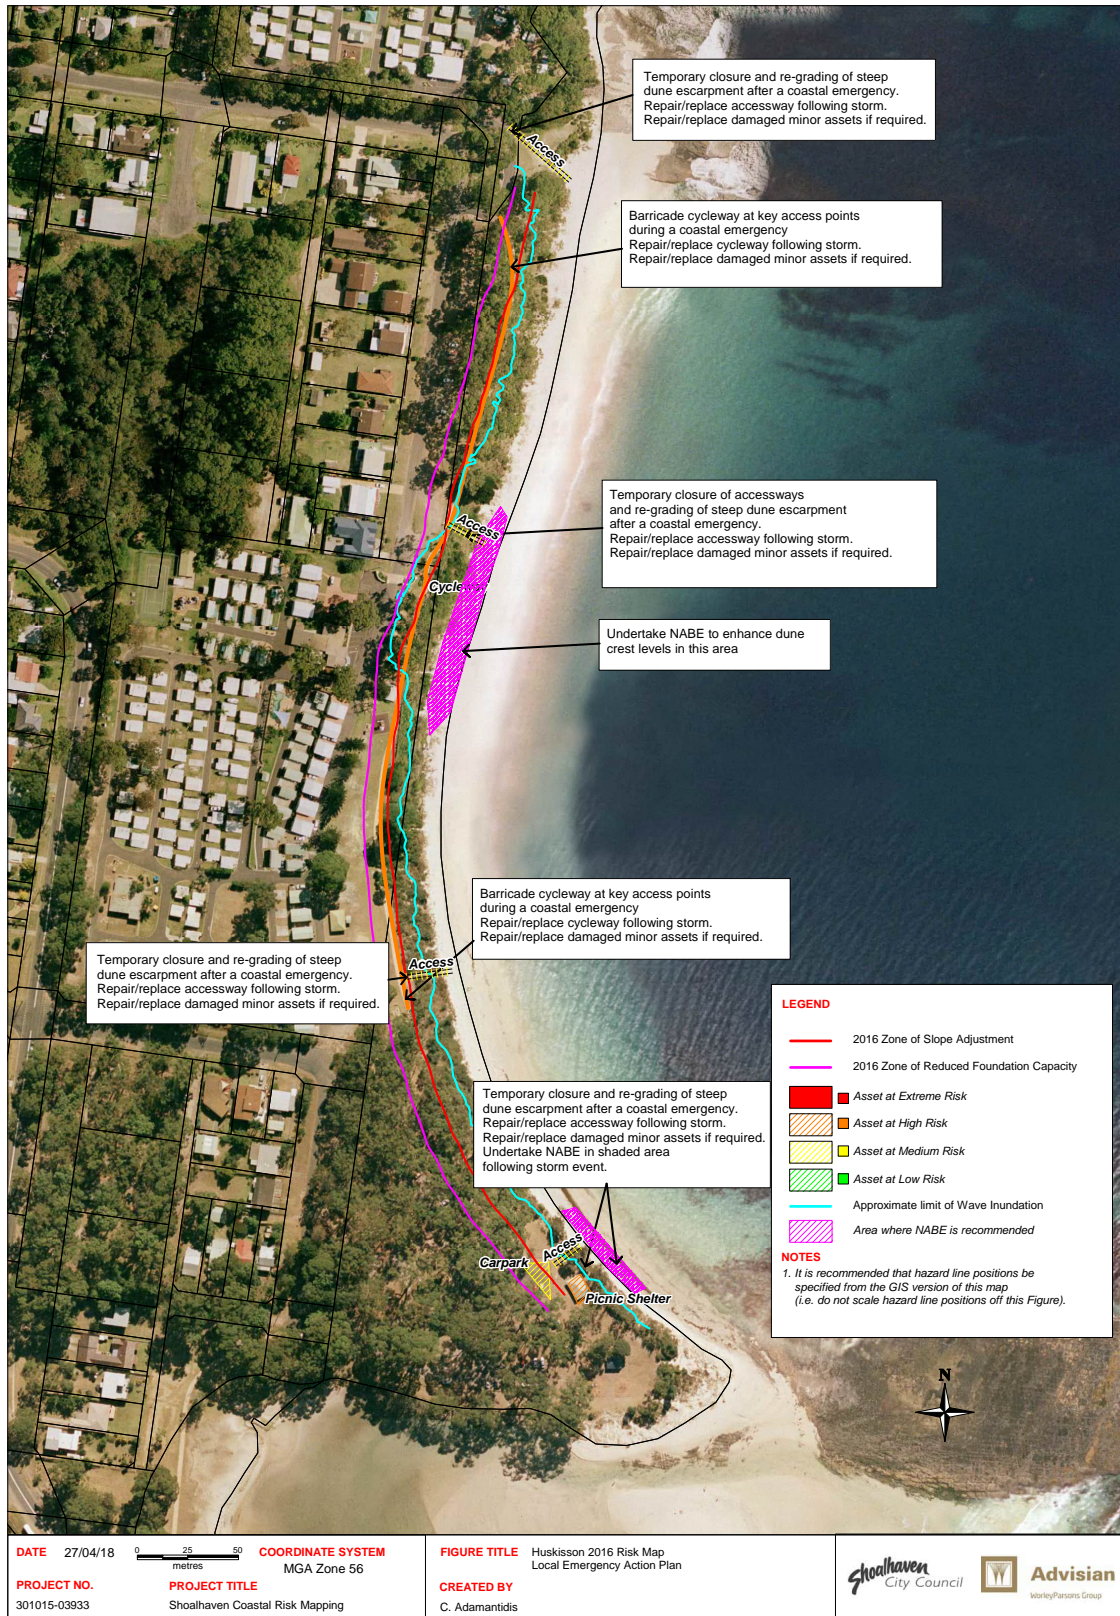 Temporary closure and re-grading of steep
dune escarpment after a coastal emergency.
Repair/replace accessway following storm.
Repair/replace damaged minor assets if required.
Access
Barricade cycleway at key access points
during a coastal emergency
Repair/replace cycleway following storm.
Repair/replace damaged minor assets if required.
Temporary closure of accessways
and re-grading of steep dune escarpment
after a coastal emergency.
Repair/replace accessway following storm.
Repair/replace damaged minor assets if required.
Access
Undertake NABE to enhance dune
crest levels in this area
Barricade cycleway at key access points
during a coastal emergency
Repair/replace cycleway following storm.
Repair/replace damaged minor assets if required.
Temporary closure and re-grading of steep
dune escarpment after a coastal emergency.
Repair/replace accessway following storm.
Repair/replace damaged minor assets if required.
Access
Temporary closure and re-grading of steep
dune escarpment after a coastal emergency.
Repair/replace accessway following storm.
Repair/replace damaged minor assets if required.
Undertake NABE in shaded area
following storm event.
Access
Carpark
Picnic Shelter
LEGEND
2016 Zone of Slope Adjustment
2016 Zone of Reduced Foundation Capacity
Asset at Extreme Risk
Asset at High Risk
Asset at Medium Risk
Asset at Low Risk
Approximate limit of Wave Inundation
Area where NABE is recommended
NOTES
1. It is recommended that hazard line positions be
specified from the GIS version of this map
(i.e. do not scale hazard line positions off this Figure).
N
DATE 27/04/18
0 25 50
metres
COORDINATE SYSTEM
MGA Zone 56
PROJECT NO.
301015-03933
PROJECT TITLE
Shoalhaven Coastal Risk Mapping
FIGURE TITLE Huskisson 2016 Risk Map
Local Emergency Action Plan
CREATED BY
C. Adamantidis
Shoalhaven
City Council
Advisian
WorleyParsons Group